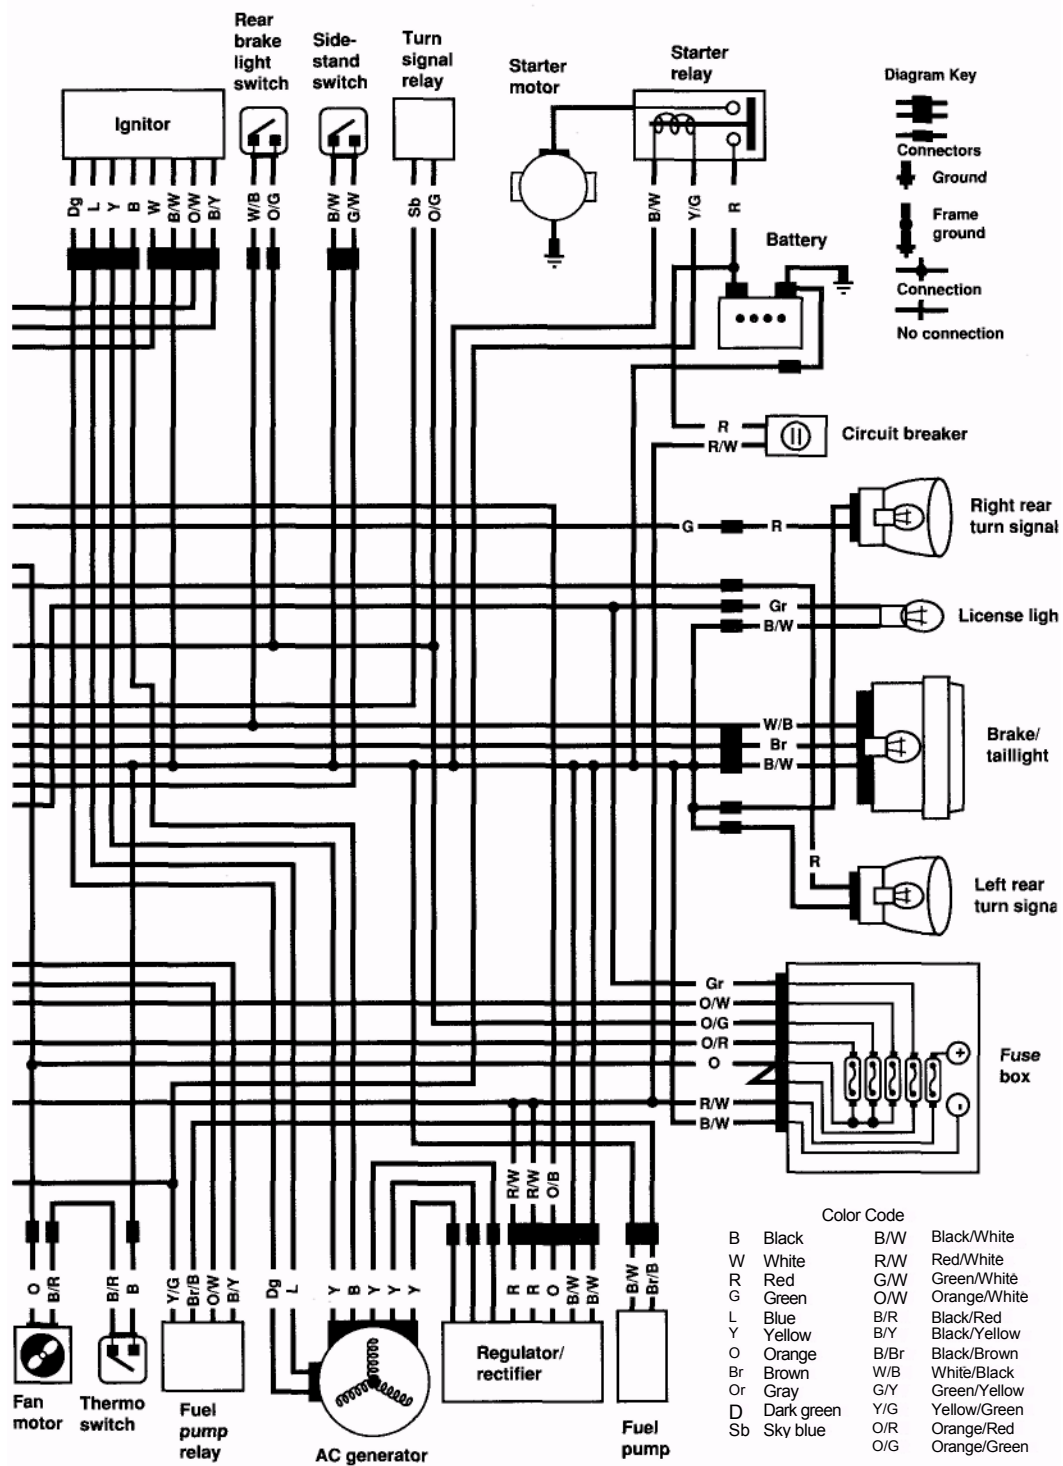 Rear
brake
light
switch
Side-
stand
switch
Turn
signal
relay
Starter
motor
Starter
relay
Diagram Key
Ignitor
Connectors
Ground
Frame
ground
Connection
No connection
Dg
L
Y
B
W
B/W
O/W
B/Y
W/B
O/G
B/W
G/W
Sb
O/G
B/W
Y/G
R
Battery
R
R/W
Circuit breaker
G
R
Right rear
turn signal
Gr
B/W
License ligh
W/B
Br
B/W
Brake/
taillight
R
Left rear
turn signa
Gr
O/W
O/G
O/R
O
R/W
B/W
+
-
Fuse
box
R/W
R/W
O/B
O
B/R
B/R
B
Y/G
Br/B
O/W
B/Y
Dg
L
Y
B
Y
Y
Y
R
R
O
B/W
B/W
B/W
Br/B
Fan
motor
Thermo
switch
Fuel
pump
relay
AC generator
Regulator/
rectifier
Fuel
pump
Color Code
B Black B/W Black/White
W White R/W Red/White
R Red G/W Green/White
G Green O/W Orange/White
L Blue B/R Black/Red
Y Yellow B/Y Black/Yellow
O Orange B/Br Black/Brown
Br Brown W/B White/Black
Or Gray G/Y Green/Yellow
D Dark green Y/G Yellow/Green
Sb Sky blue O/R Orange/Red
O/G Orange/Green